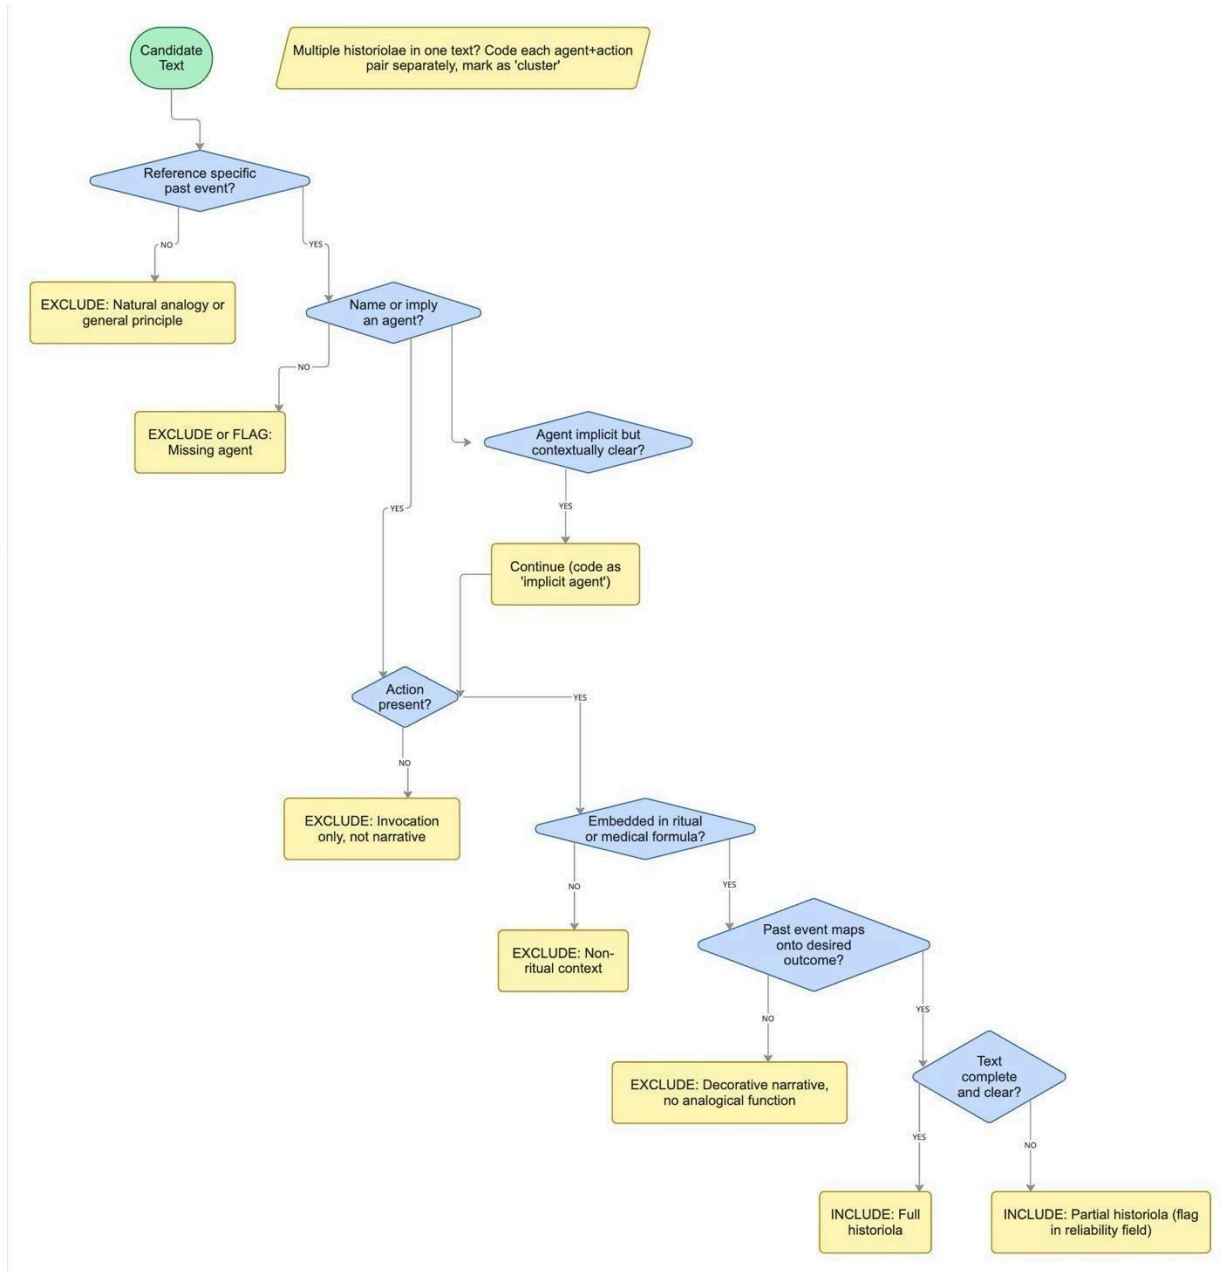 Candidate
Text
Multiple historiolae in one text? Code each agent+action
pair separately, mark as 'cluster'
Reference specific
past event?
NO
YES
EXCLUDE: Natural analogy or
general principle
Name or imply
an agent?
NO
EXCLUDE or FLAG:
Missing agent
Agent implicit but
contextually clear?
YES
YES
Continue (code as
'implicit agent')
Action
present?
YES
NO
EXCLUDE: Invocation
only, not narrative
Embedded in ritual
or medical formula?
NO
YES
EXCLUDE: Non-
ritual context
Past event maps
onto desired
outcome?
YES
NO
Text
complete
and clear?
EXCLUDE: Decorative narrative,
no analogical function
YES
NO
INCLUDE: Full
historiola
INCLUDE: Partial historiola (flag
in reliability field)